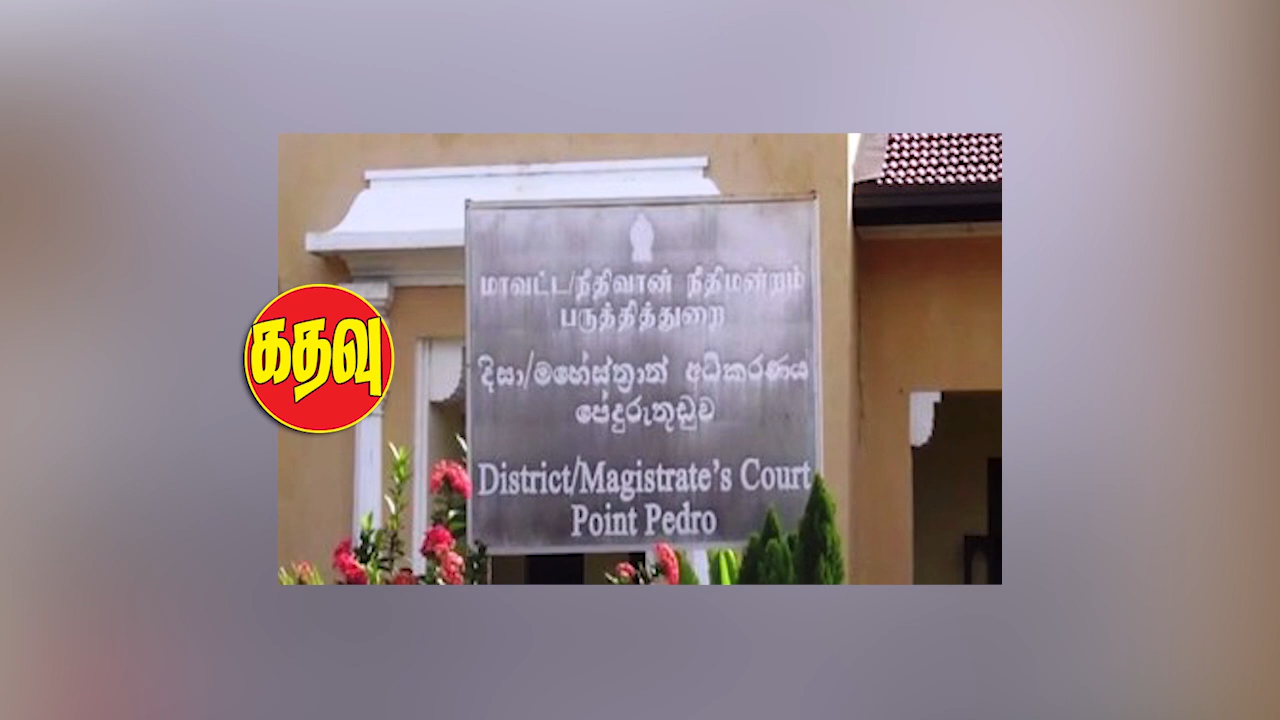 கதவு
மாவட்ட/நீதிவான் நீதிமன்றம்
பருத்தித்துறை
දිසා/මහේස්ත්‍රාත් අධිකරණය
පේදුරුතුඩුව
District/Magistrate's Court
Point Pedro